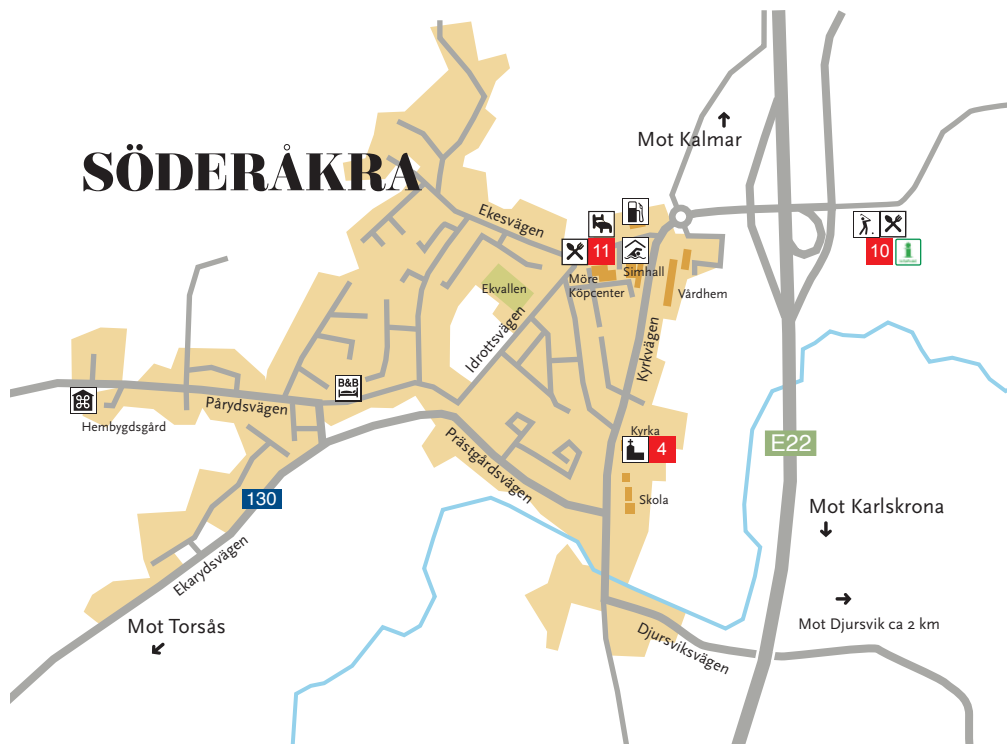 SÖDERÅKRA
Mot Kalmar
Ekesvägen
11
10
Simhall
Möre
Köpcenter
Vårdhem
Ekvallen
Idrottsvägen
Kyrkvägen
B&B
Pårydsvägen
Hembygdsgård
Kyrka
4
E22
Prästgårdsvägen
130
Skola
Mot Karlskrona
Ekarydsvägen
Mot Torsås
Mot Djursvik ca 2 km
Djursviksvägen